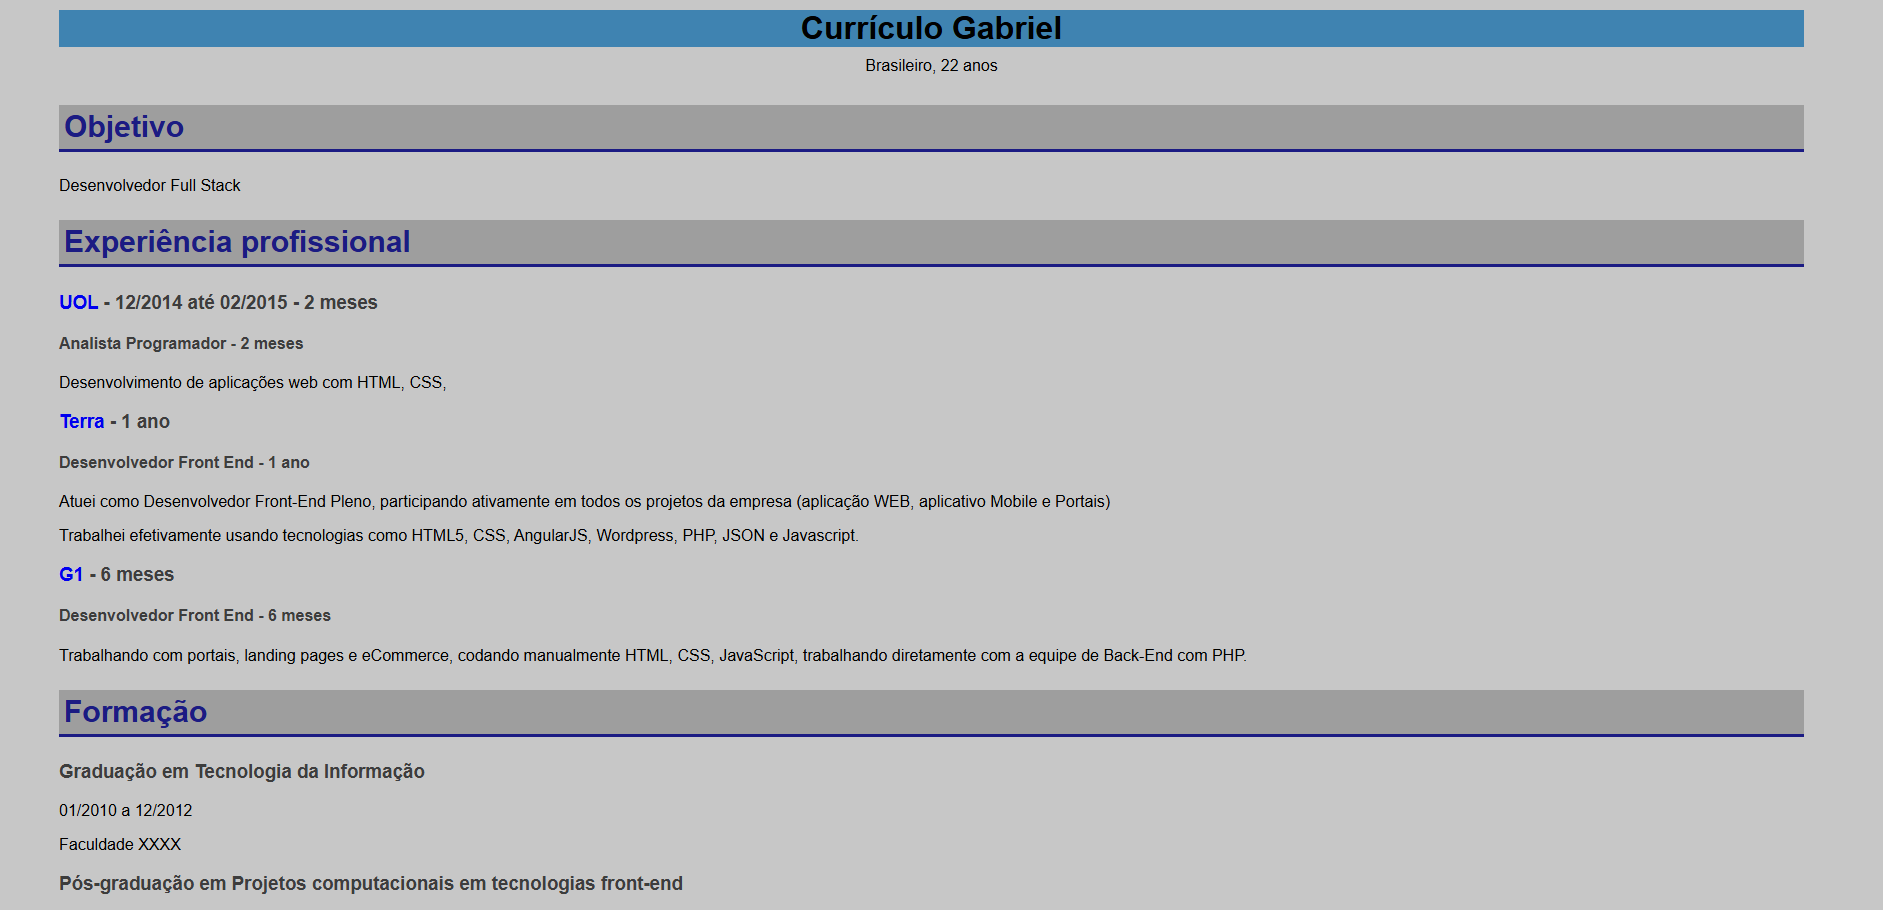 Currículo Gabriel
Brasileiro, 22 anos
Objetivo
Desenvolvedor Full Stack
Experiência profissional
UOL - 12/2014 até 02/2015 - 2 meses
Analista Programador - 2 meses
Desenvolvimento de aplicações web com HTML, CSS,
Terra - 1 ano
Desenvolvedor Front End - 1 ano
Atuei como Desenvolvedor Front-End Pleno, participando ativamente em todos os projetos da empresa (aplicação WEB, aplicativo Mobile e Portais)
Trabalhei efetivamente usando tecnologias como HTML5, CSS, AngularJS, Wordpress, PHP, JSON e Javascript.
G1 - 6 meses
Desenvolvedor Front End - 6 meses
Trabalhando com portais, landing pages e eCommerce, codando manualmente HTML, CSS, JavaScript, trabalhando diretamente com a equipe de Back-End com PHP.
Formação
Graduação em Tecnologia da Informação
01/2010 a 12/2012
Faculdade XXXX
Pós-graduação em Projetos computacionais em tecnologias front-end